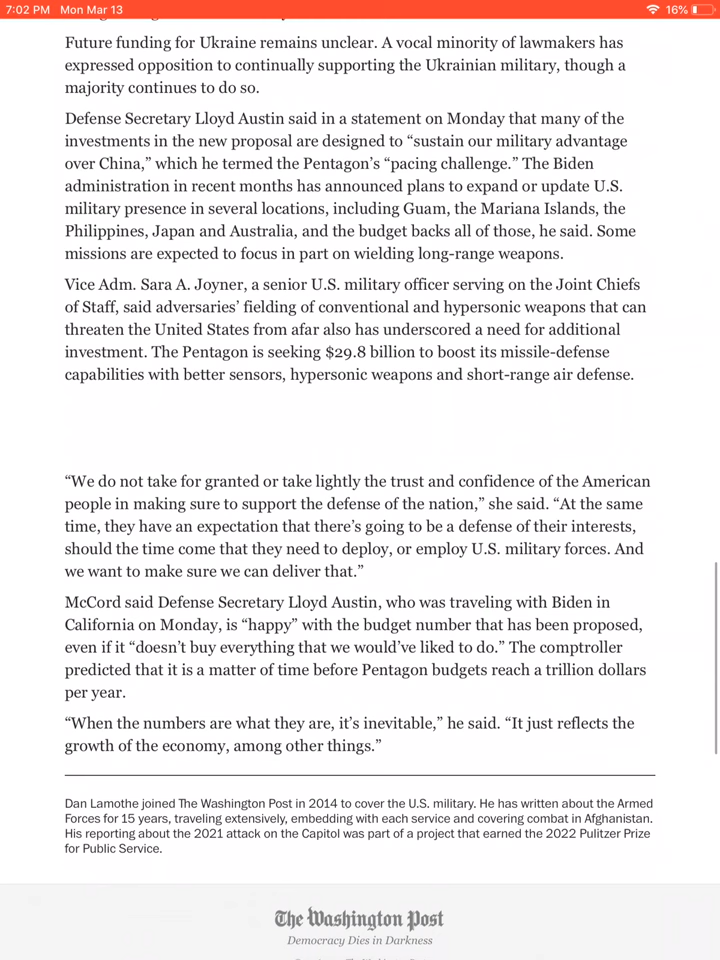 7:02 PM Mon Mar 13 16%
Future funding for Ukraine remains unclear. A vocal minority of lawmakers has
expressed opposition to continually supporting the Ukrainian military, though a
majority continues to do so.
Defense Secretary Lloyd Austin said in a statement on Monday that many of the
investments in the new proposal are designed to “sustain our military advantage
over China,” which he termed the Pentagon’s “pacing challenge.” The Biden
administration in recent months has announced plans to expand or update U.S.
military presence in several locations, including Guam, the Mariana Islands, the
Philippines, Japan and Australia, and the budget backs all of those, he said. Some
missions are expected to focus in part on wielding long-range weapons.
Vice Adm. Sara A. Joyner, a senior U.S. military officer serving on the Joint Chiefs
of Staff, said adversaries’ fielding of conventional and hypersonic weapons that can
threaten the United States from afar also has underscored a need for additional
investment. The Pentagon is seeking $29.8 billion to boost its missile-defense
capabilities with better sensors, hypersonic weapons and short-range air defense.
“We do not take for granted or take lightly the trust and confidence of the American
people in making sure to support the defense of the nation,” she said. “At the same
time, they have an expectation that there’s going to be a defense of their interests,
should the time come that they need to deploy, or employ U.S. military forces. And
we want to make sure we can deliver that.”
McCord said Defense Secretary Lloyd Austin, who was traveling with Biden in
California on Monday, is “happy” with the budget number that has been proposed,
even if it “doesn’t buy everything that we would’ve liked to do.” The comptroller
predicted that it is a matter of time before Pentagon budgets reach a trillion dollars
per year.
“When the numbers are what they are, it’s inevitable,” he said. “It just reflects the
growth of the economy, among other things.”
Dan Lamothe joined The Washington Post in 2014 to cover the U.S. military. He has written about the Armed
Forces for 15 years, traveling extensively, embedding with each service and covering combat in Afghanistan.
His reporting about the 2021 attack on the Capitol was part of a project that earned the 2022 Pulitzer Prize
for Public Service.
The Washington Post
Democracy Dies in Darkness